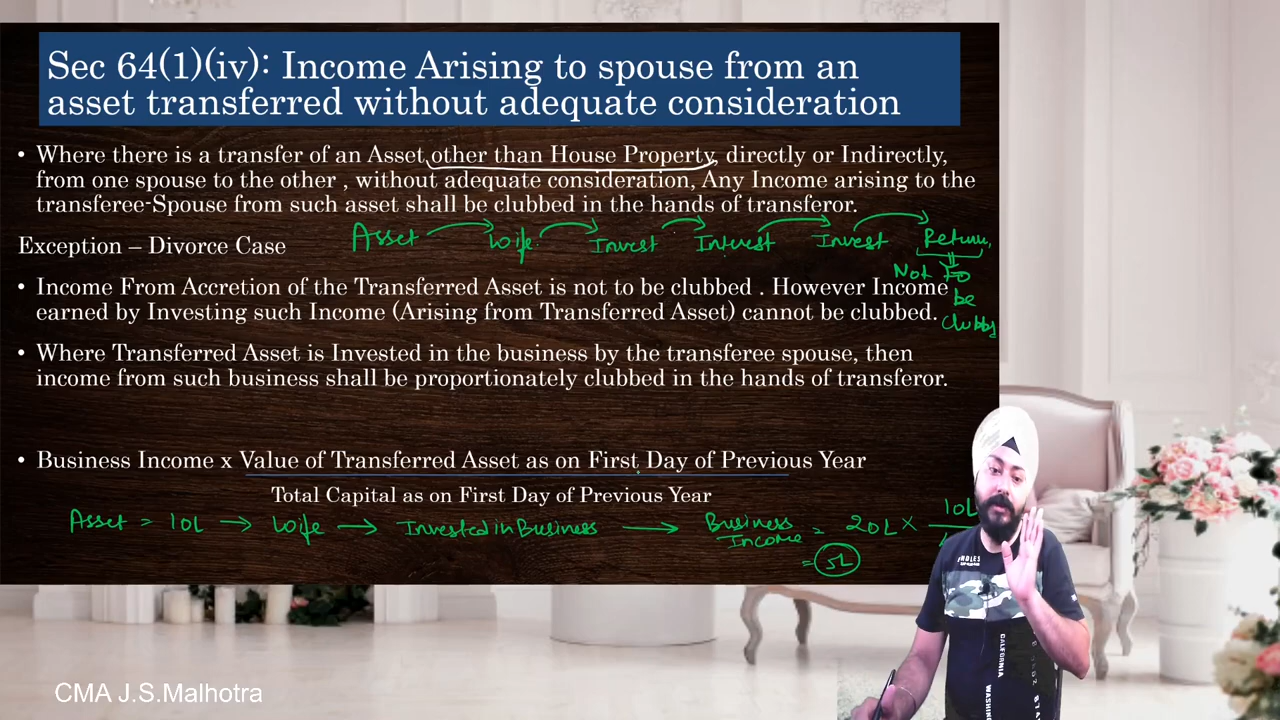 Sec 64(1)(iv): Income Arising to spouse from an
asset transferred without adequate consideration
• Where there is a transfer of an Asset other than House Property, directly or Indirectly,
from one spouse to the other , without adequate consideration, Any Income arising to the
transferee-Spouse from such asset shall be clubbed in the hands of transferor.
Asset Wife Invest Interest Invest Return
Exception – Divorce Case
Not To
be
• Income From Accretion of the Transferred Asset is not to be clubbed . However Income
earned by Investing such Income (Arising from Transferred Asset) cannot be clubbed.
• Where Transferred Asset is Invested in the business by the transferee spouse, then
income from such business shall be proportionately clubbed in the hands of transferor.
• Business Income x Value of Transferred Asset as on First Day of Previous Year
Total Capital as on First Day of Previous Year
Asset = 10L → Wife → Invested in Business → Business Income = 20L × 10L
= 5L
CALIFORNIA
CMA J.S.Malhotra